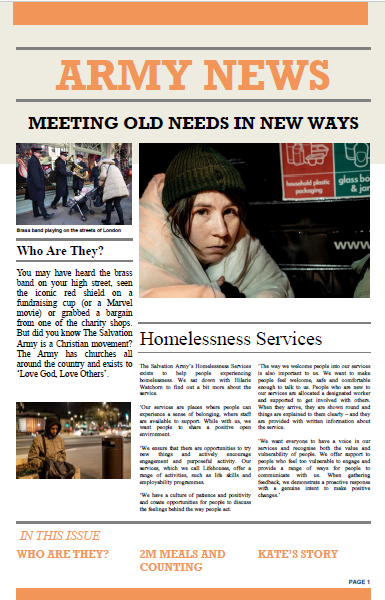 ARMY NEWS
MEETING OLD NEEDS IN NEW WAYS
Brass band playing on the streets of London
Who Are They?
You may have heard the brass
band on your high street, seen
the iconic red shield on a
fundraising cup (or a Marvel
movie) or grabbed a bargain
from one of the charity shops.
But did you know The Salvation
Army is a Christian movement?
The Army has churches all
around the country and exists to
‘Love God, Love Others’.
household plastic
packaging
glass bo
& ja
www
Homelessness Services
The Salvation Army’s Homelessness Services
exists to help people experiencing
homelessness. We sat down with Hilarie
Watchorn to find out a bit more about the
service.
‘Our services are places where people can
experience a sense of belonging, where staff
are available to support. While with us, we
want people to share a positive open
environment.
‘We ensure that there are opportunities to try
new things and actively encourage
engagement and purposeful activity. Our
services, which we call Lifehouses, offer a
range of activities, such as life skills and
employability programmes.
‘We have a culture of patience and positivity
and create opportunities for people to discuss
the feelings behind the way people act.
‘The way we welcome people into our services
is also important to us. We want to make
people feel welcome, safe and comfortable
enough to talk to us. People who are new to
our services are allocated a designated worker
and supported to get involved with others.
When they arrive, they are shown round and
things are explained to them clearly – and they
are provided with written information about
the service.
‘We want everyone to have a voice in our
services and recognise both the value and
vulnerability of people. We offer support to
people who feel too vulnerable to engage and
provide a range of ways for people to
communicate with us. When gathering
feedback, we demonstrate a proactive response
with a genuine intent to make positive
changes.’
IN THIS ISSUE
WHO ARE THEY?
2M MEALS AND
COUNTING
KATE’S STORY
PAGE 1